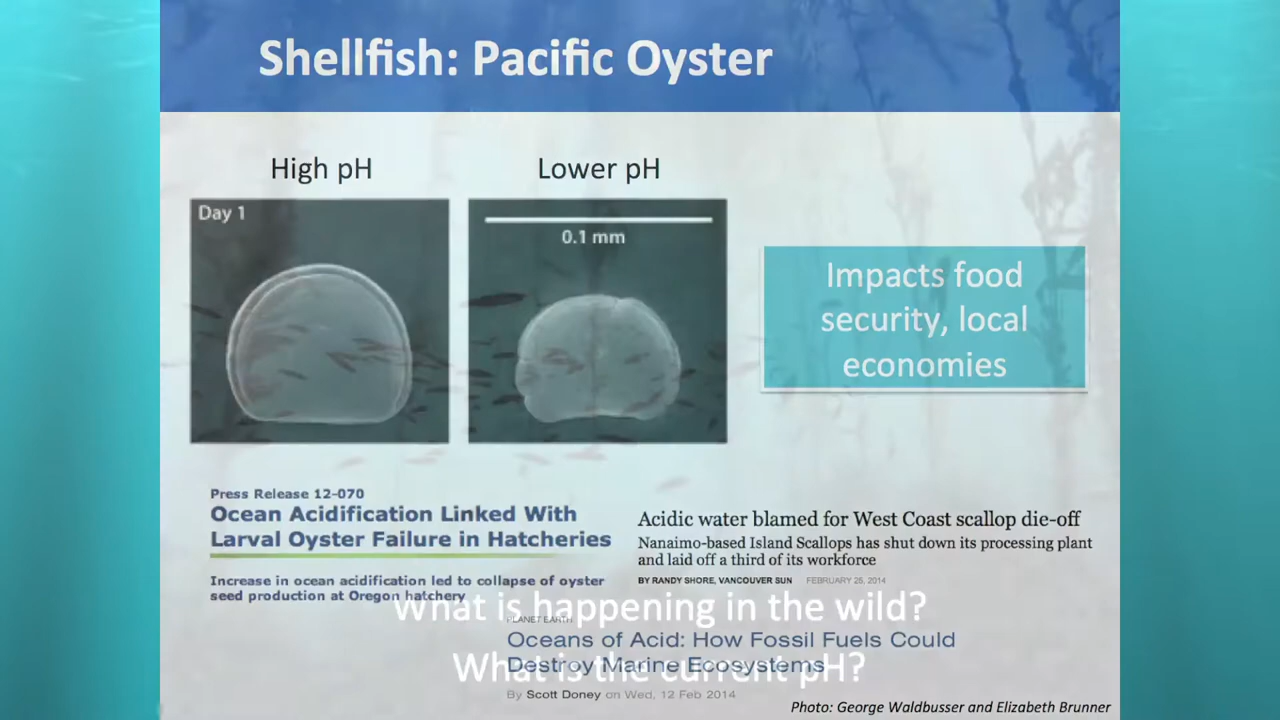 Shellfish: Pacific Oyster
High pH
Lower pH
Day 1
0.1 mm
Impacts food
security, local
economies
Press Release 12-070
Ocean Acidification Linked With
Larval Oyster Failure in Hatcheries
Increase in ocean acidification led to collapse of oyster
seed production at Oregon hatchery
Acidic water blamed for West Coast scallop die-off
Nanaimo-based Island Scallops has shut down its processing plant
and laid off a third of its workforce
BY RANDY SHORE, VANCOUVER SUN FEBRUARY 25, 2014
What is happening in the wild?
PLANET EARTH
Oceans of Acid: How Fossil Fuels Could
Destroy Marine Ecosystems
What is the current pH?
By Scott Doney on Wed, 12 Feb 2014
Photo: George Waldbusser and Elizabeth Brunner